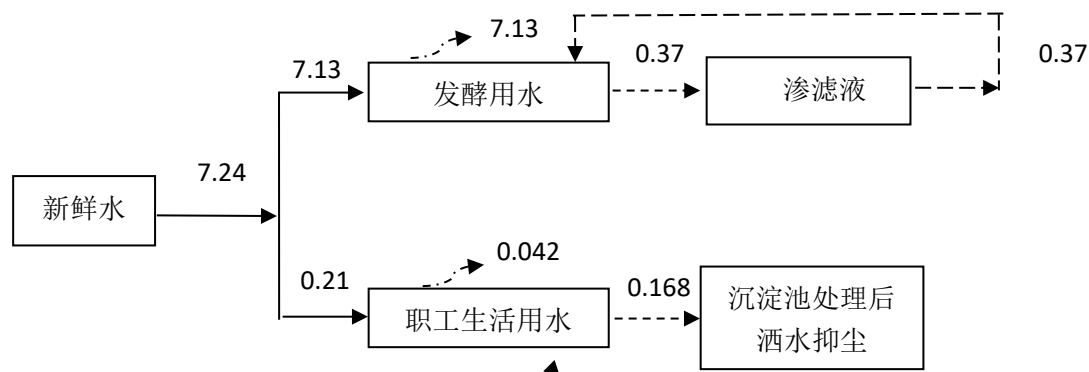 7.13
0.37
0.37
7.13
发酵用水
渗滤液
7.24
新鲜水
0.042
0.21
0.168
职工生活用水
沉淀池处理后
洒水抑尘